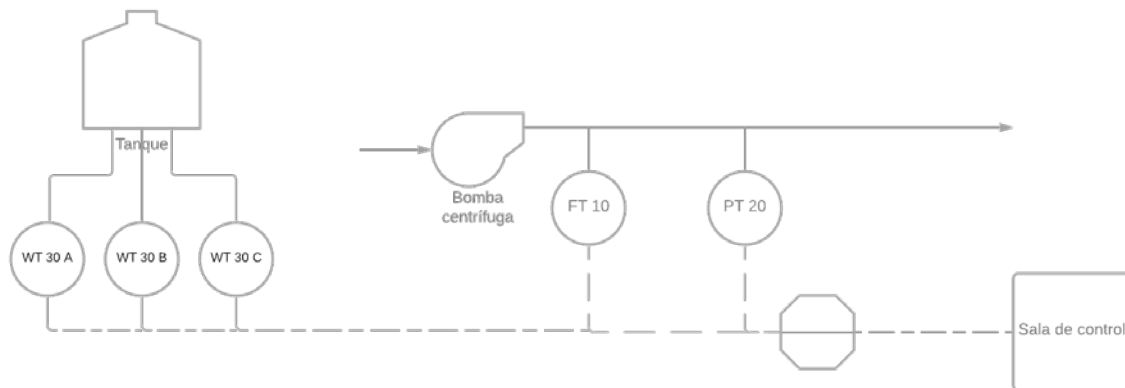 Tanque
Bomba
centrífuga
FT 10
PT 20
WT 30 A
WT 30 B
WT 30 C
Sala de control